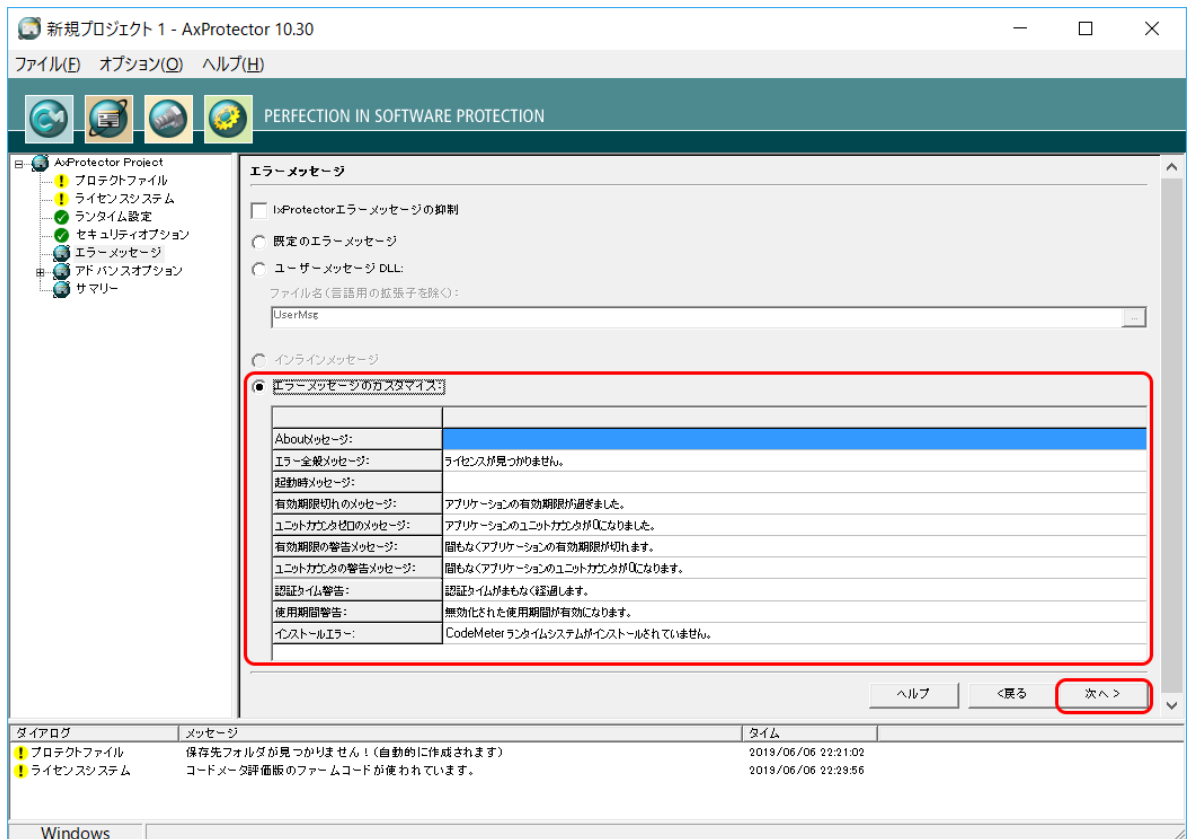 新規プロジェクト 1 - AxProtector 10.30
ファイル(F) オプション(O) ヘルプ(H)
PERFECTION IN SOFTWARE PROTECTION
AxProtector Project
プロテクトファイル
ライセンスシステム
ランタイム設定
セキュリティオプション
エラーメッセージ
アドバンスオプション
サマリー
エラーメッセージ
IxProtectorエラーメッセージの抑制
既定のエラーメッセージ
ユーザーメッセージ DLL:
ファイル名(言語用の拡張子を除く):
UserMsg
...
インラインメッセージ
エラーメッセージのカスタマイズ:
Aboutメッセージ:
エラー全般メッセージ: ライセンスが見つかりません。
起動時メッセージ:
有効期限切れのメッセージ: アプリケーションの有効期限が過ぎました。
ユニットカウンタゼロのメッセージ: アプリケーションのユニットカウンタが0になりました。
有効期限の警告メッセージ: 間もなくアプリケーションの有効期限が切れます。
ユニットカウンタの警告メッセージ: 間もなくアプリケーションのユニットカウンタが0になります。
認証タイム警告: 認証タイムがまもなく経過します。
使用期間警告: 無効化された使用期間が有効になります。
インストールエラー: CodeMeter ランタイムシステムがインストールされていません。
ヘルプ <戻る 次へ >
ダイアログ メッセージ タイム
プロテクトファイル 保存先フォルダが見つかりません!(自動的に作成されます) 2019/06/06 22:21:02
ライセンスシステム コードメータ評価版のファームコードが使われています。 2019/06/06 22:29:56
Windows